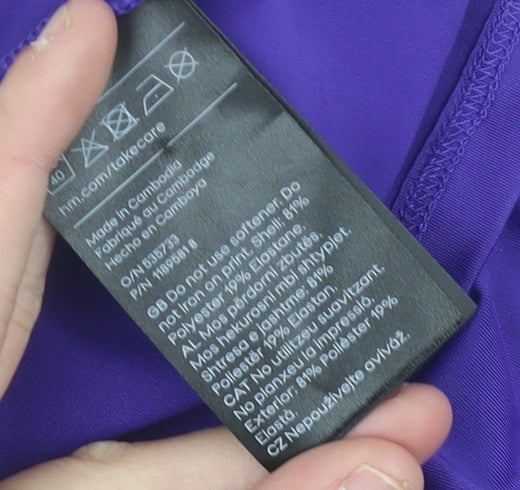 40
hm.com/takecare
Made in Cambodia
Fabriqué au Cambodge
Hecho en Camboya
O/N 535733
P/N 1189581 8
GB Do not use softener. Do
not iron on print. Shell: 81%
Polyester 19% Elastane.
AL Mos përdorni zbutës.
Mos hekurosni mbi shtypjet.
Shtresa e jashtme: 81%
Poliestër 19% Elastan.
CAT No utilitzeu suavitzant.
No planxeu la impressió.
Exterior: 81% Polièster 19%
Elastà.
CZ Nepoužívejte aviváž.